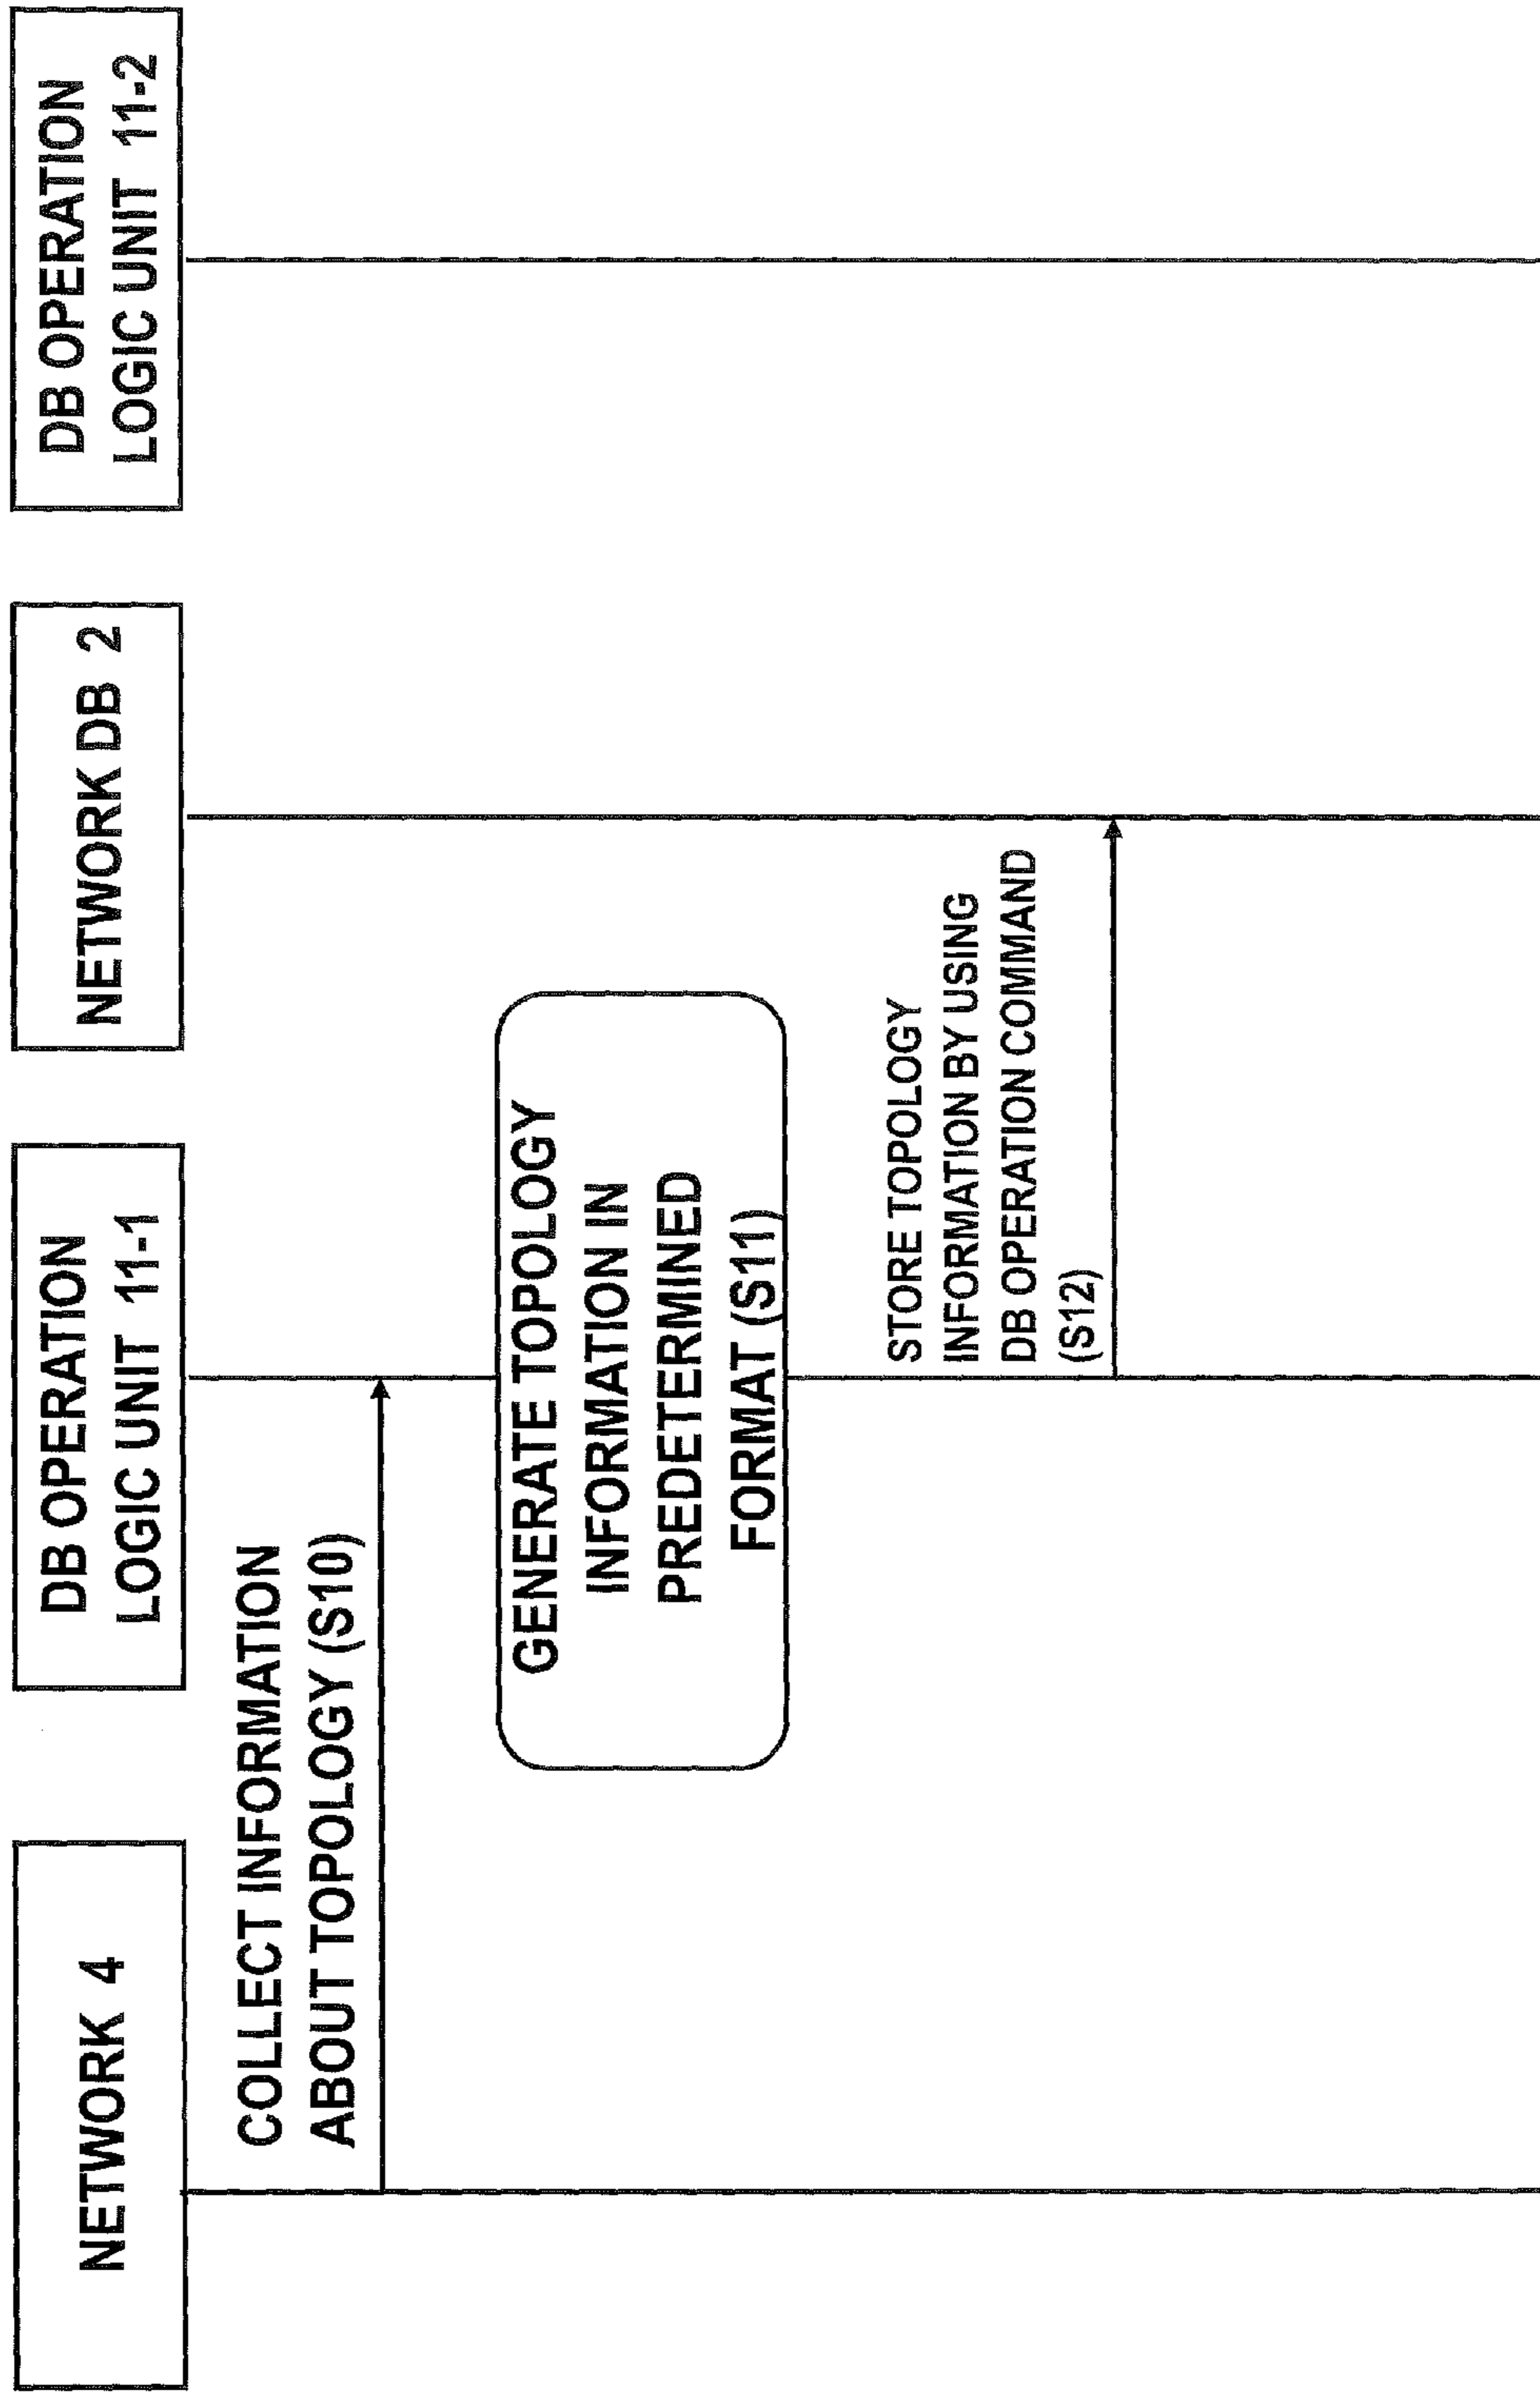 NETWORK 4
DB OPERATION
LOGIC UNIT 11-1
NETWORK DB 2
DB OPERATION
LOGIC UNIT 11-2
COLLECT INFORMATION
ABOUT TOPOLOGY (S10)
GENERATE TOPOLOGY
INFORMATION IN
PREDETERMINED
FORMAT (S11)
STORE TOPOLOGY
INFORMATION BY USING
DB OPERATION COMMAND
(S12)